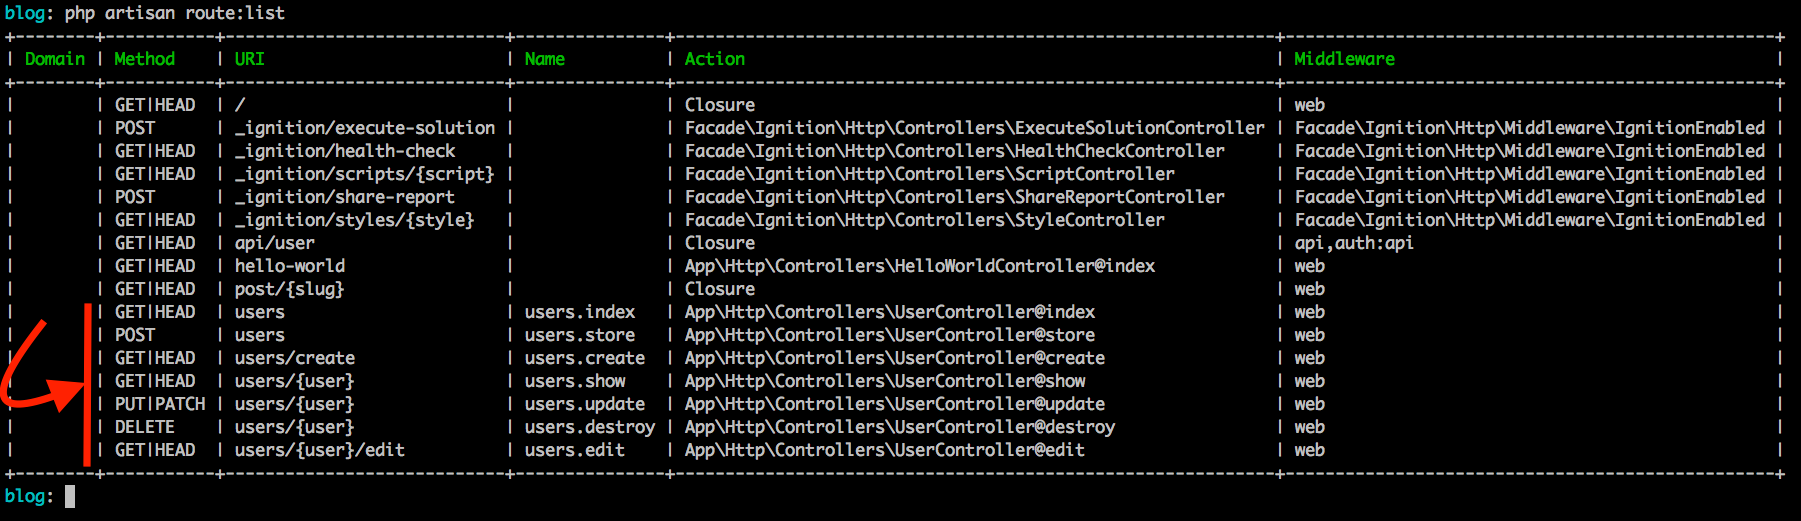 blog: php artisan route:list
+--------+-----------+----------------------------+---------------+------------------------------------------------------------+-------------------------------------------------+
| Domain | Method    | URI                        | Name          | Action                                                     | Middleware                                      |
+--------+-----------+----------------------------+---------------+------------------------------------------------------------+-------------------------------------------------+
|        | GET|HEAD  | /                          |               | Closure                                                    | web                                             |
|        | POST      | _ignition/execute-solution |               | Facade\Ignition\Http\Controllers\ExecuteSolutionController | Facade\Ignition\Http\Middleware\IgnitionEnabled |
|        | GET|HEAD  | _ignition/health-check     |               | Facade\Ignition\Http\Controllers\HealthCheckController     | Facade\Ignition\Http\Middleware\IgnitionEnabled |
|        | GET|HEAD  | _ignition/scripts/{script} |               | Facade\Ignition\Http\Controllers\ScriptController          | Facade\Ignition\Http\Middleware\IgnitionEnabled |
|        | POST      | _ignition/share-report     |               | Facade\Ignition\Http\Controllers\ShareReportController     | Facade\Ignition\Http\Middleware\IgnitionEnabled |
|        | GET|HEAD  | _ignition/styles/{style}   |               | Facade\Ignition\Http\Controllers\StyleController           | Facade\Ignition\Http\Middleware\IgnitionEnabled |
|        | GET|HEAD  | api/user                   |               | Closure                                                    | api,auth:api                                    |
|        | GET|HEAD  | hello-world                |               | App\Http\Controllers\HelloWorldController@index            | web                                             |
|        | GET|HEAD  | post/{slug}                |               | Closure                                                    | web                                             |
|        | GET|HEAD  | users                      | users.index   | App\Http\Controllers\UserController@index                  | web                                             |
|        | POST      | users                      | users.store   | App\Http\Controllers\UserController@store                  | web                                             |
|        | GET|HEAD  | users/create               | users.create  | App\Http\Controllers\UserController@create                 | web                                             |
|        | GET|HEAD  | users/{user}               | users.show    | App\Http\Controllers\UserController@show                   | web                                             |
|        | PUT|PATCH | users/{user}               | users.update  | App\Http\Controllers\UserController@update                 | web                                             |
|        | DELETE    | users/{user}               | users.destroy | App\Http\Controllers\UserController@destroy                | web                                             |
|        | GET|HEAD  | users/{user}/edit          | users.edit    | App\Http\Controllers\UserController@edit                   | web                                             |
+--------+-----------+----------------------------+---------------+------------------------------------------------------------+-------------------------------------------------+
blog: